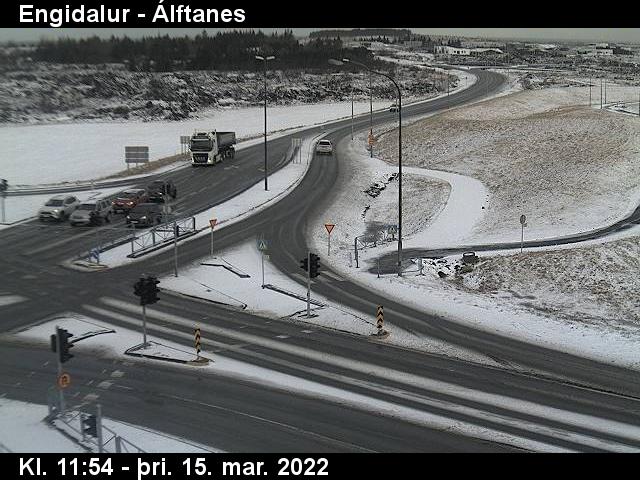 Engidalur - Álftanes
Kl. 11:54 - þri. 15. mar. 2022